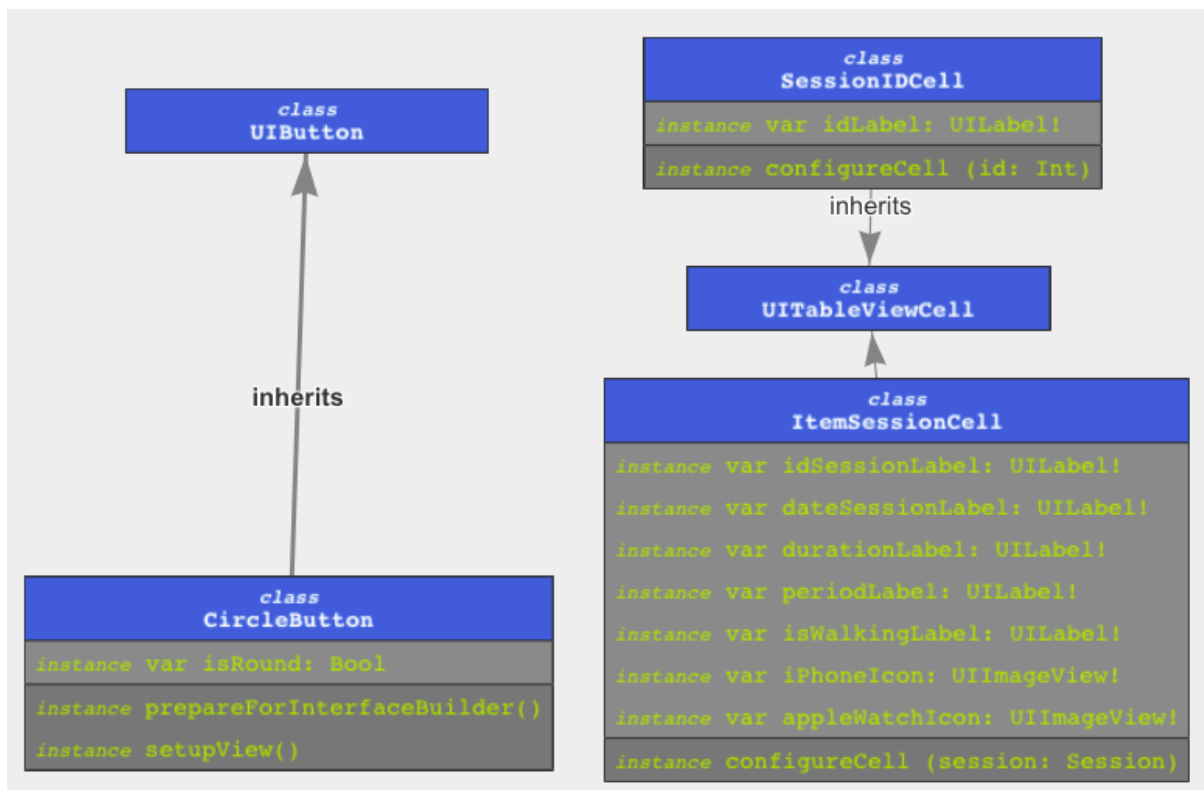 class
UIButton
inherits
class
CircleButton
instance var isRound: Bool
instance prepareForInterfaceBuilder()
instance setupView()
class
SessionIDCell
instance var idLabel: UILabel!
instance configureCell (id: Int)
inherits
class
UITableViewCell
class
ItemSessionCell
instance var idSessionLabel: UILabel!
instance var dateSessionLabel: UILabel!
instance var durationLabel: UILabel!
instance var periodLabel: UILabel!
instance var isWalkingLabel: UILabel!
instance var iPhoneIcon: UIImageView!
instance var appleWatchIcon: UIImageView!
instance configureCell (session: Session)